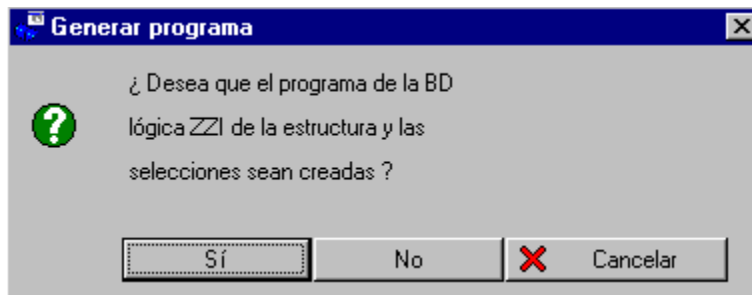 Generar programa
¿ Desea que el programa de la BD
lógica ZZI de la estructura y las
selecciones sean creadas ?
Sí
No
Cancelar